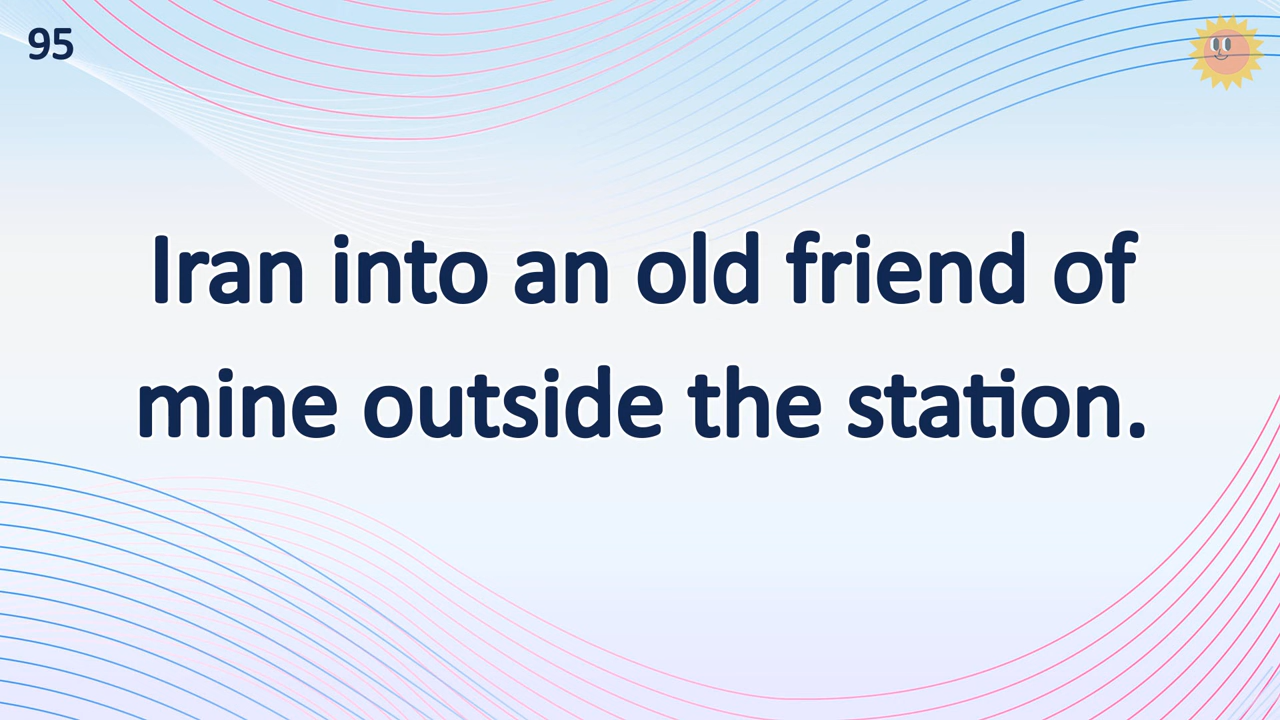 95
Iran into an old friend of
mine outside the station.